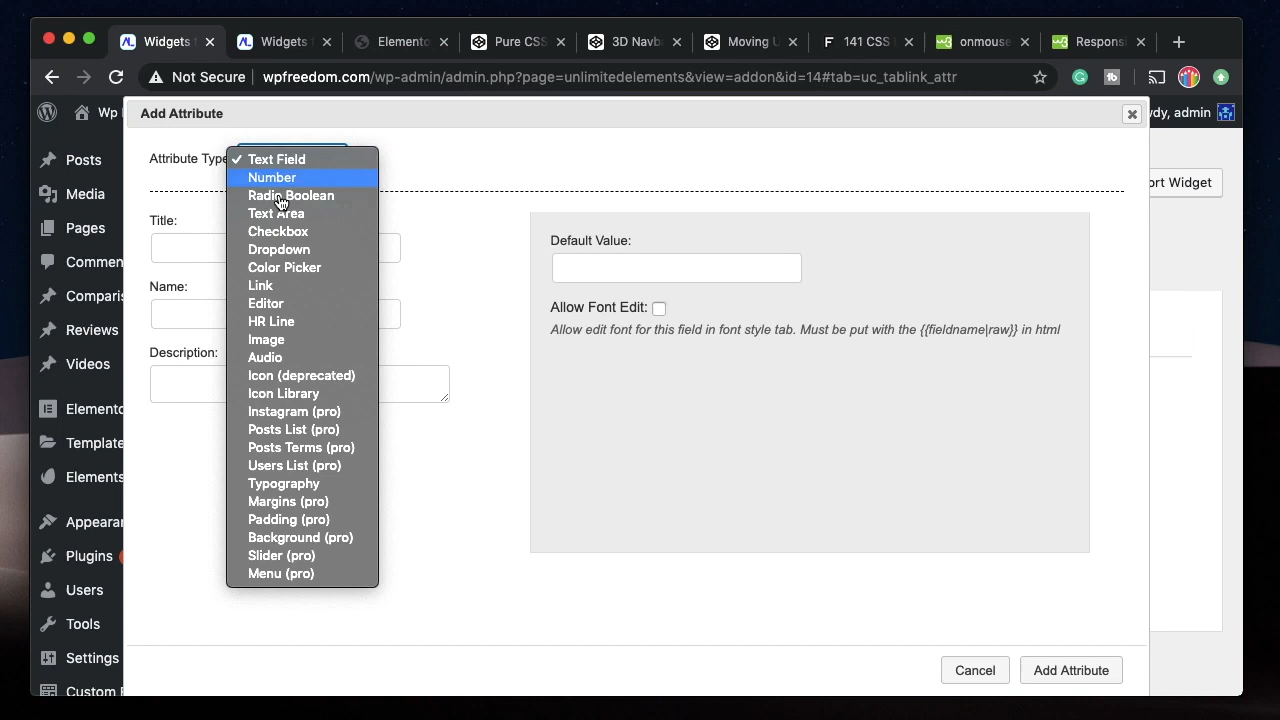 Widgets
Widgets
Elemento
Pure CSS
3D Navb
Moving U
141 CSS
onmouse
Respons
Not Secure
wpfreedom.com/wp-admin/admin.php?page=unlimitedelements&view=addon&id=14#tab=uc_tablink_attr
Wp
Add Attribute
wdy, admin
Posts
Media
Pages
Commen
Comparis
Reviews
Videos
Elemento
Template
Elements
Appearan
Plugins
Users
Tools
Settings
Custom F
Attribute Type
Text Field
Number
Radio Boolean
Text Area
Checkbox
Dropdown
Color Picker
Link
Editor
HR Line
Image
Audio
Icon (deprecated)
Icon Library
Instagram (pro)
Posts List (pro)
Posts Terms (pro)
Users List (pro)
Typography
Margins (pro)
Padding (pro)
Background (pro)
Slider (pro)
Menu (pro)
Title:
Name:
Description:
Default Value:
Allow Font Edit:
Allow edit font for this field in font style tab. Must be put with the {{fieldname|raw}} in html
ort Widget
Cancel
Add Attribute